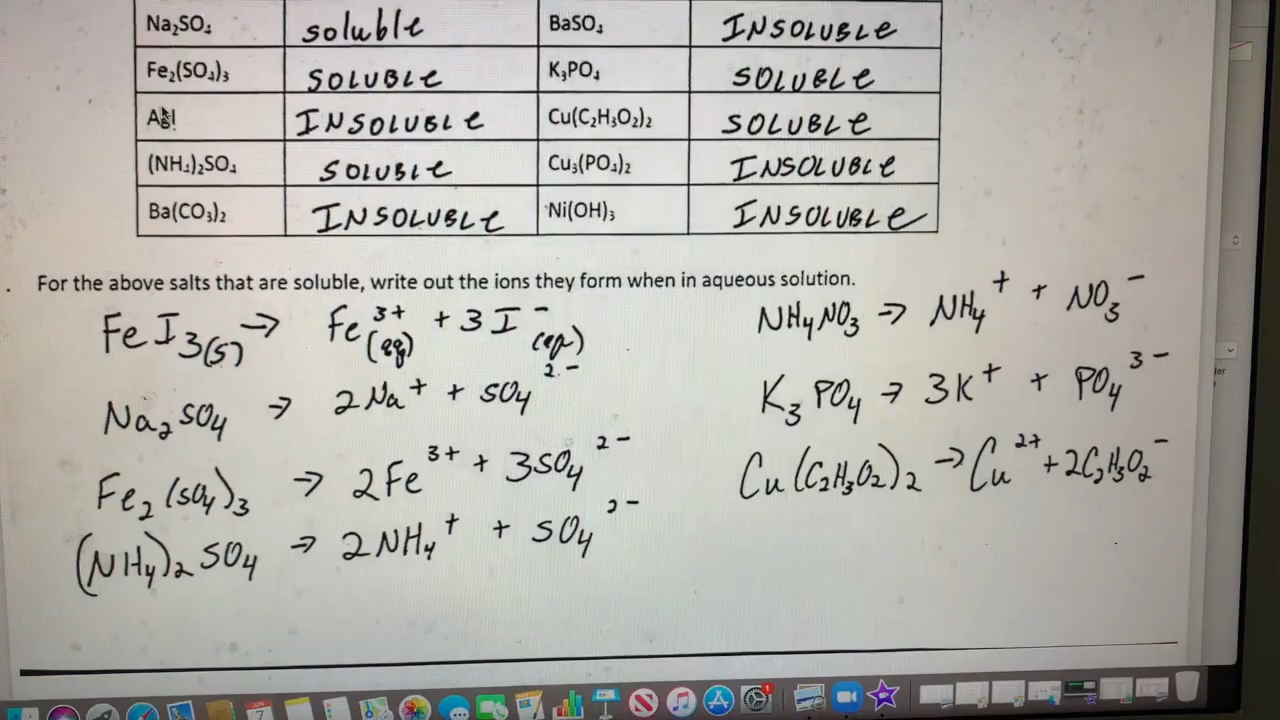 Na₂SO₄ soluble BaSO₄ INSOLUBLE
Fe₂(SO₄)₃ SOLUBLE K₃PO₄ SOLUBLE
INSOLUBLE Cu(C₂H₃O₂)₂ SOLUBLE
(NH₄)₂SO₄ SOLUBLE Cu₃(PO₄)₂ INSOLUBLE
Ba(CO₃)₂ INSOLUBLE Ni(OH)₃ INSOLUBLE
. For the above salts that are soluble, write out the ions they form when in aqueous solution.
FeI₃(s) → Fe³⁺(aq) + 3I⁻(aq)
Na₂SO₄ → 2Na⁺ + SO₄²⁻
Fe₂(SO₄)₃ → 2Fe³⁺ + 3SO₄²⁻
(NH₄)₂SO₄ → 2NH₄⁺ + SO₄²⁻
NH₄NO₃ → NH₄⁺ + NO₃⁻
K₃PO₄ → 3K⁺ + PO₄³⁻
Cu(C₂H₃O₂)₂ → Cu²⁺ + 2C₂H₃O₂⁻